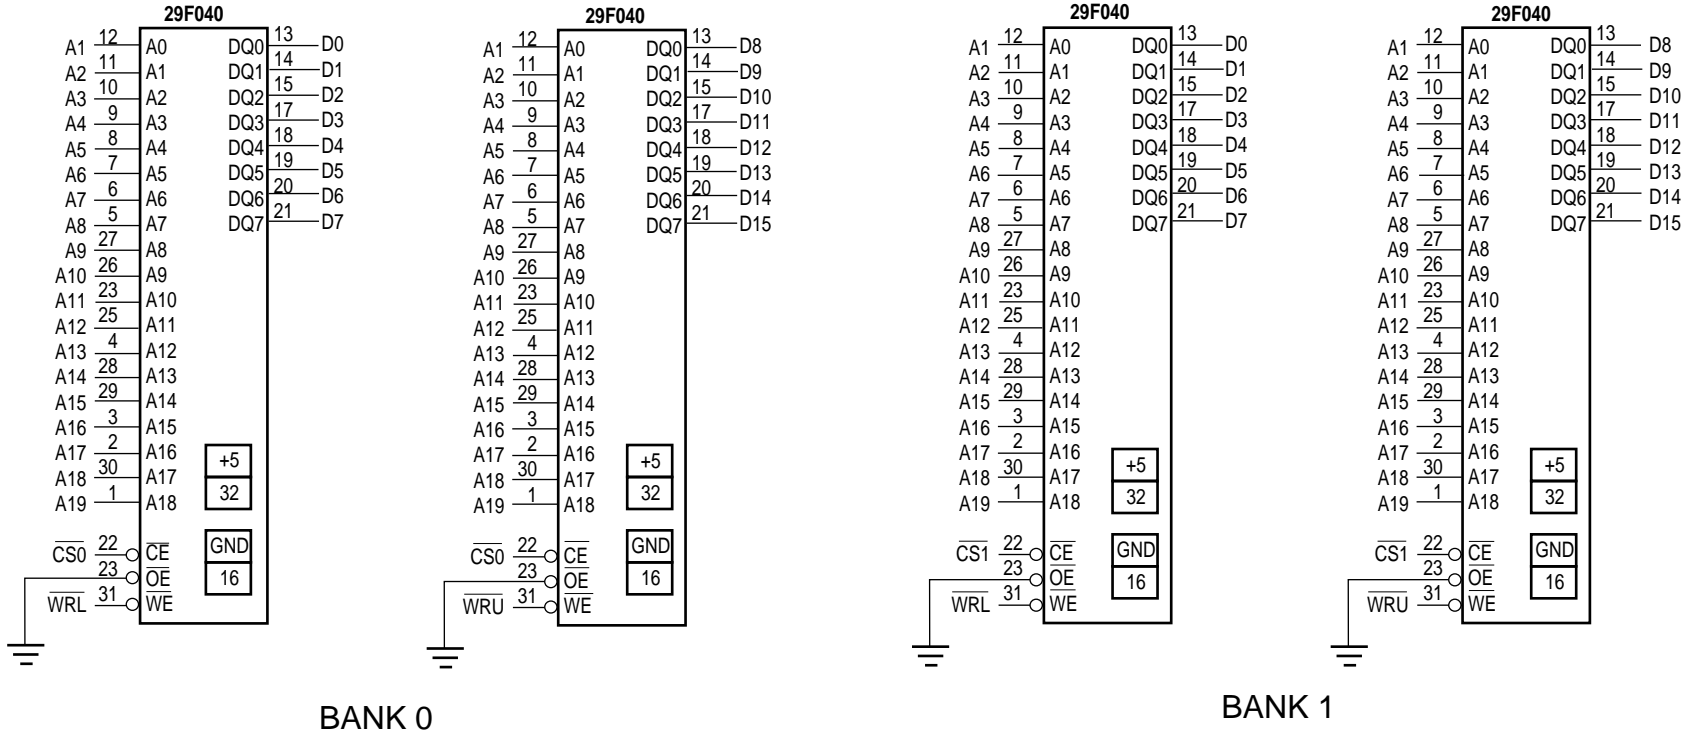 29F040
A1 12 A0 DQ0 13 D0
A2 11 A1 DQ1 14 D1
A3 10 A2 DQ2 15 D2
A4 9 A3 DQ3 17 D3
A5 8 A4 DQ4 18 D4
A6 7 A5 DQ5 19 D5
A7 6 A6 DQ6 20 D6
A8 5 A7 DQ7 21 D7
A9 27 A8
A10 26 A9
A11 23 A10
A12 25 A11
A13 4 A12
A14 28 A13
A15 29 A14
A16 3 A15
A17 2 A16
A18 30 A17
A19 1 A18
+5
32
CS0 22 CE
23 OE
WRL 31 WE
GND
16
29F040
A1 12 A0 DQ0 13 D8
A2 11 A1 DQ1 14 D9
A3 10 A2 DQ2 15 D10
A4 9 A3 DQ3 17 D11
A5 8 A4 DQ4 18 D12
A6 7 A5 DQ5 19 D13
A7 6 A6 DQ6 20 D14
A8 5 A7 DQ7 21 D15
A9 27 A8
A10 26 A9
A11 23 A10
A12 25 A11
A13 4 A12
A14 28 A13
A15 29 A14
A16 3 A15
A17 2 A16
A18 30 A17
A19 1 A18
+5
32
CS0 22 CE
23 OE
WRU 31 WE
GND
16
BANK 0
29F040
A1 12 A0 DQ0 13 D0
A2 11 A1 DQ1 14 D1
A3 10 A2 DQ2 15 D2
A4 9 A3 DQ3 17 D3
A5 8 A4 DQ4 18 D4
A6 7 A5 DQ5 19 D5
A7 6 A6 DQ6 20 D6
A8 5 A7 DQ7 21 D7
A9 27 A8
A10 26 A9
A11 23 A10
A12 25 A11
A13 4 A12
A14 28 A13
A15 29 A14
A16 3 A15
A17 2 A16
A18 30 A17
A19 1 A18
+5
32
CS1 22 CE
23 OE
WRL 31 WE
GND
16
29F040
A1 12 A0 DQ0 13 D8
A2 11 A1 DQ1 14 D9
A3 10 A2 DQ2 15 D10
A4 9 A3 DQ3 17 D11
A5 8 A4 DQ4 18 D12
A6 7 A5 DQ5 19 D13
A7 6 A6 DQ6 20 D14
A8 5 A7 DQ7 21 D15
A9 27 A8
A10 26 A9
A11 23 A10
A12 25 A11
A13 4 A12
A14 28 A13
A15 29 A14
A16 3 A15
A17 2 A16
A18 30 A17
A19 1 A18
+5
32
CS1 22 CE
23 OE
WRU 31 WE
GND
16
BANK 1